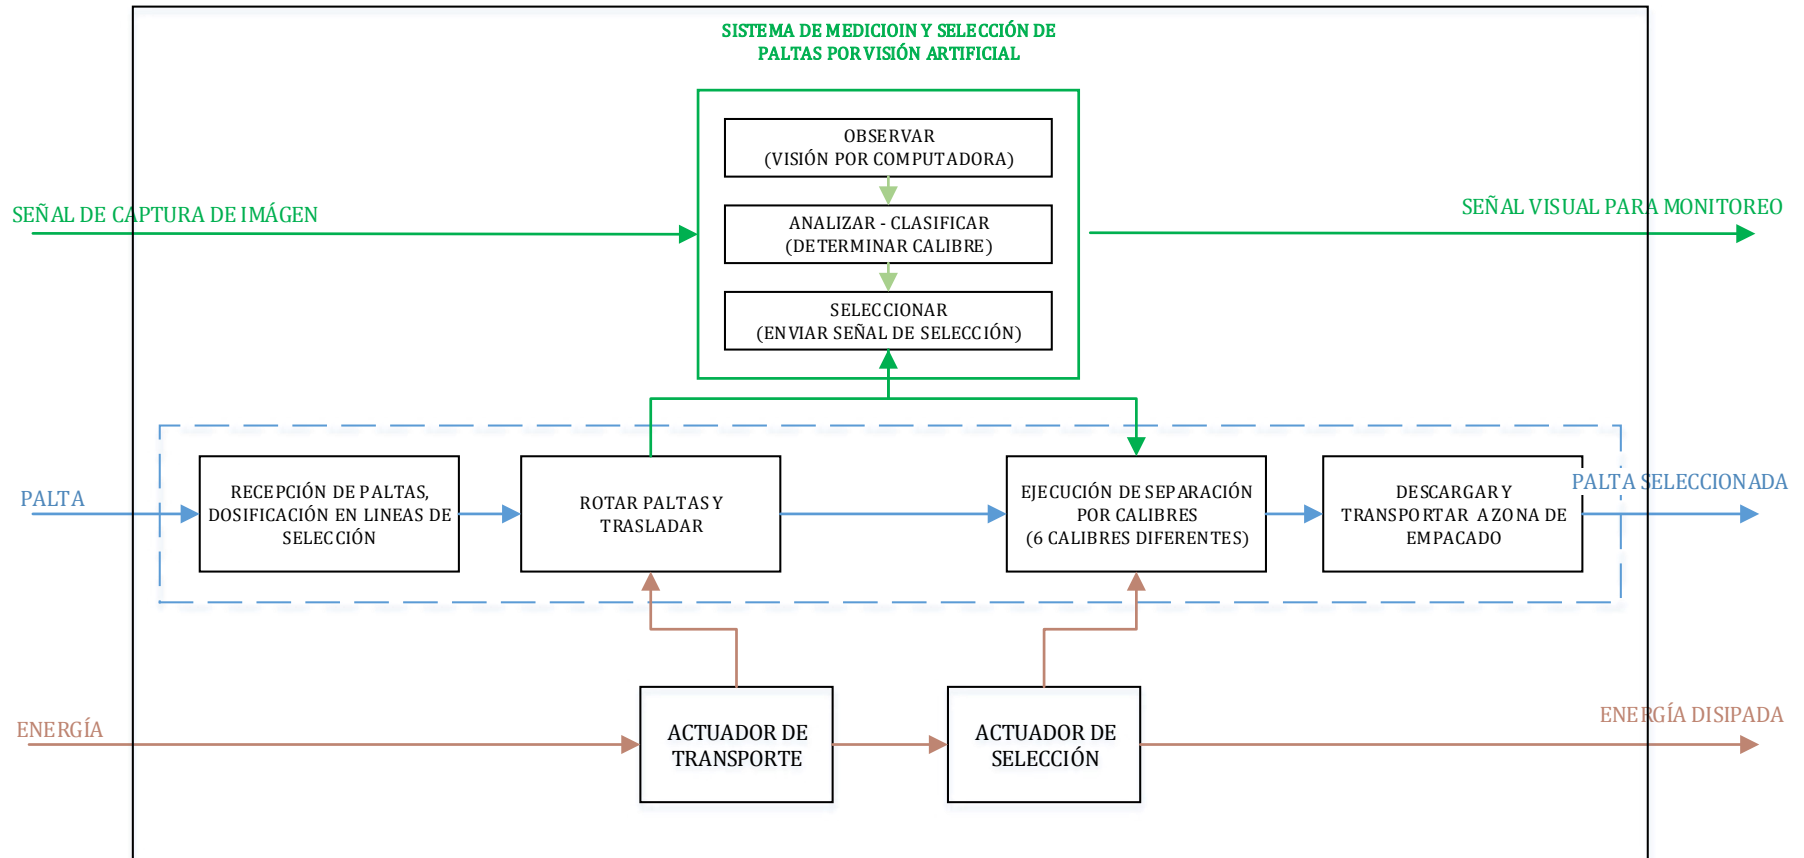 SISTEMA DE MEDICIOIN Y SELECCIÓN DE
PALTAS POR VISIÓN ARTIFICIAL
OBSERVAR
(VISIÓN POR COMPUTADORA)
SEÑAL DE CAPTURA DE IMÁGEN
SEÑAL VISUAL PARA MONITOREO
ANALIZAR - CLASIFICAR
(DETERMINAR CALIBRE)
SELECCIONAR
(ENVIAR SEÑAL DE SELECCIÓN)
PALTA
RECEPCIÓN DE PALTAS,
DOSIFICACIÓN EN LINEAS DE
SELECCIÓN
ROTAR PALTAS Y
TRASLADAR
EJECUCIÓN DE SEPARACIÓN
POR CALIBRES
(6 CALIBRES DIFERENTES)
DESCARGAR Y
TRANSPORTAR A ZONA DE
EMPACADO
PALTA SELECCIONADA
ENERGÍA
ACTUADOR DE
TRANSPORTE
ACTUADOR DE
SELECCIÓN
ENERGÍA DISIPADA